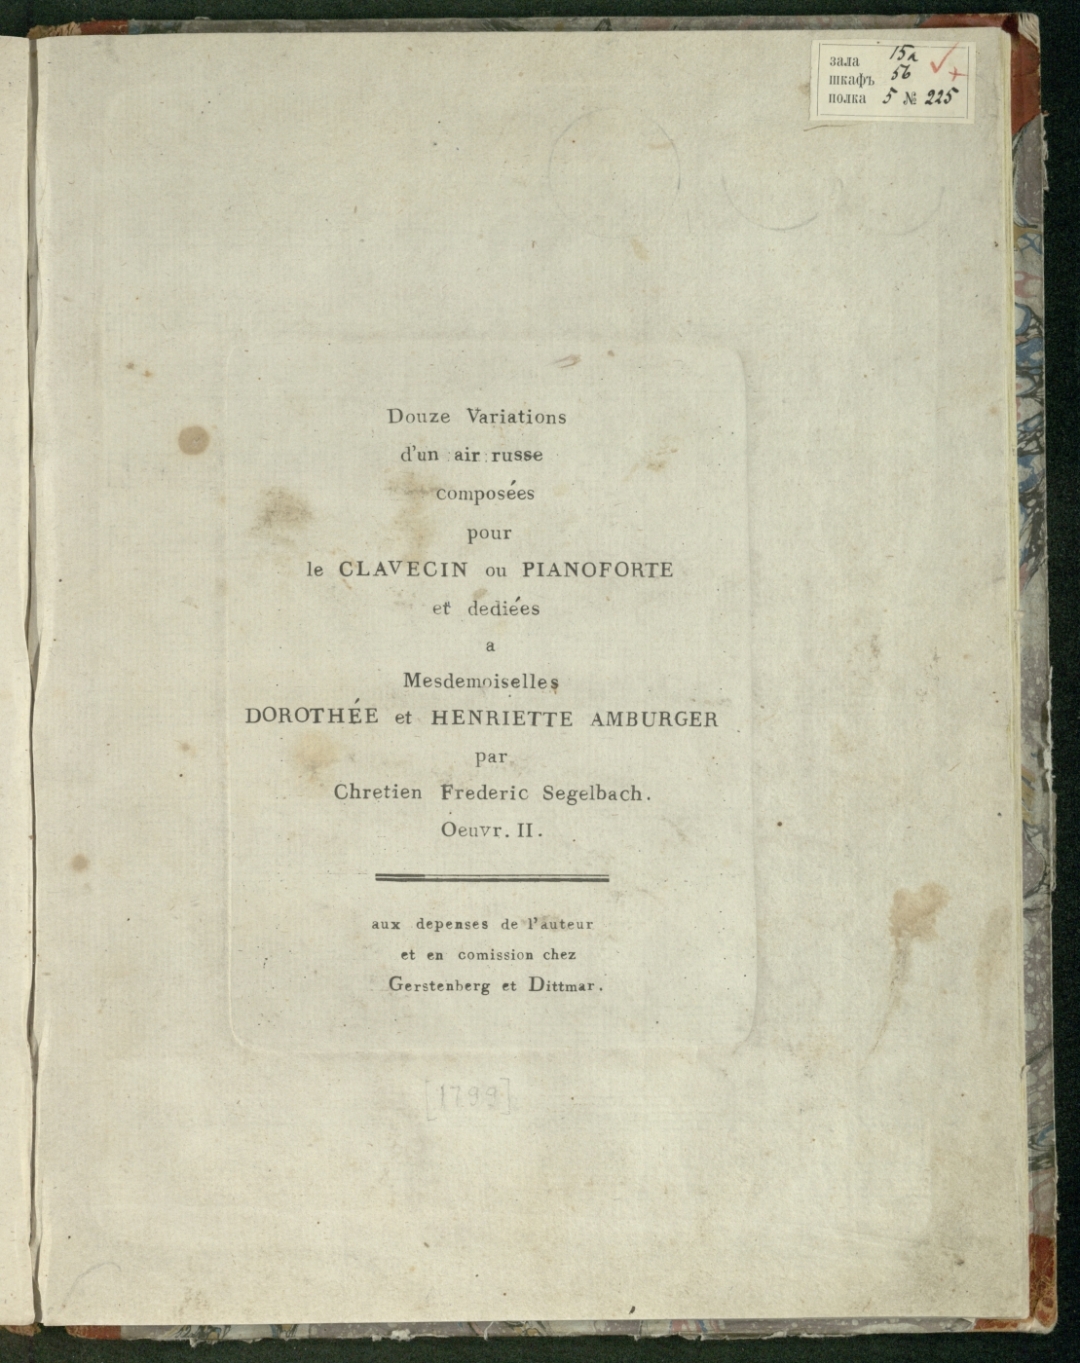 зала 15а
шкафъ 56
полка 5 № 225
Douze Variations
d'un air russe
composées
pour
le CLAVECIN ou PIANOFORTE
et dediées
a
Mesdemoiselles
DOROTHÉE et HENRIETTE AMBURGER
par
Chretien Frederic Segelbach.
Oeuvr. II.
aux depenses de l'auteur
et en comission chez
Gerstenberg et Dittmar.
[1799]